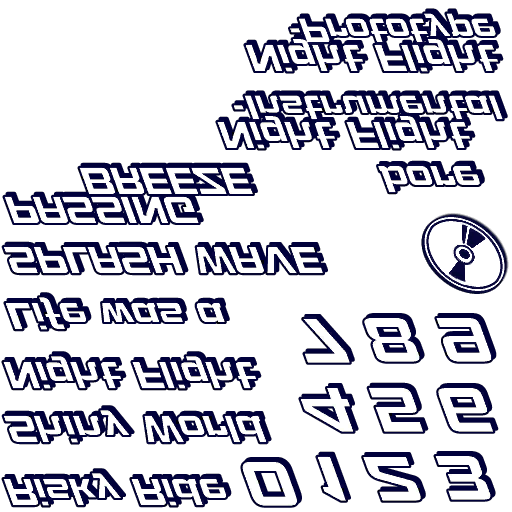 Risky Ride
0 1 2 3
Shiny World
4 5 6
Night Flight
7 8 9
Life was a
SPLASH WAVE
PASSING
BREEZE
bore
Night Flight
-Instrumental
Night Flight
-Prototype